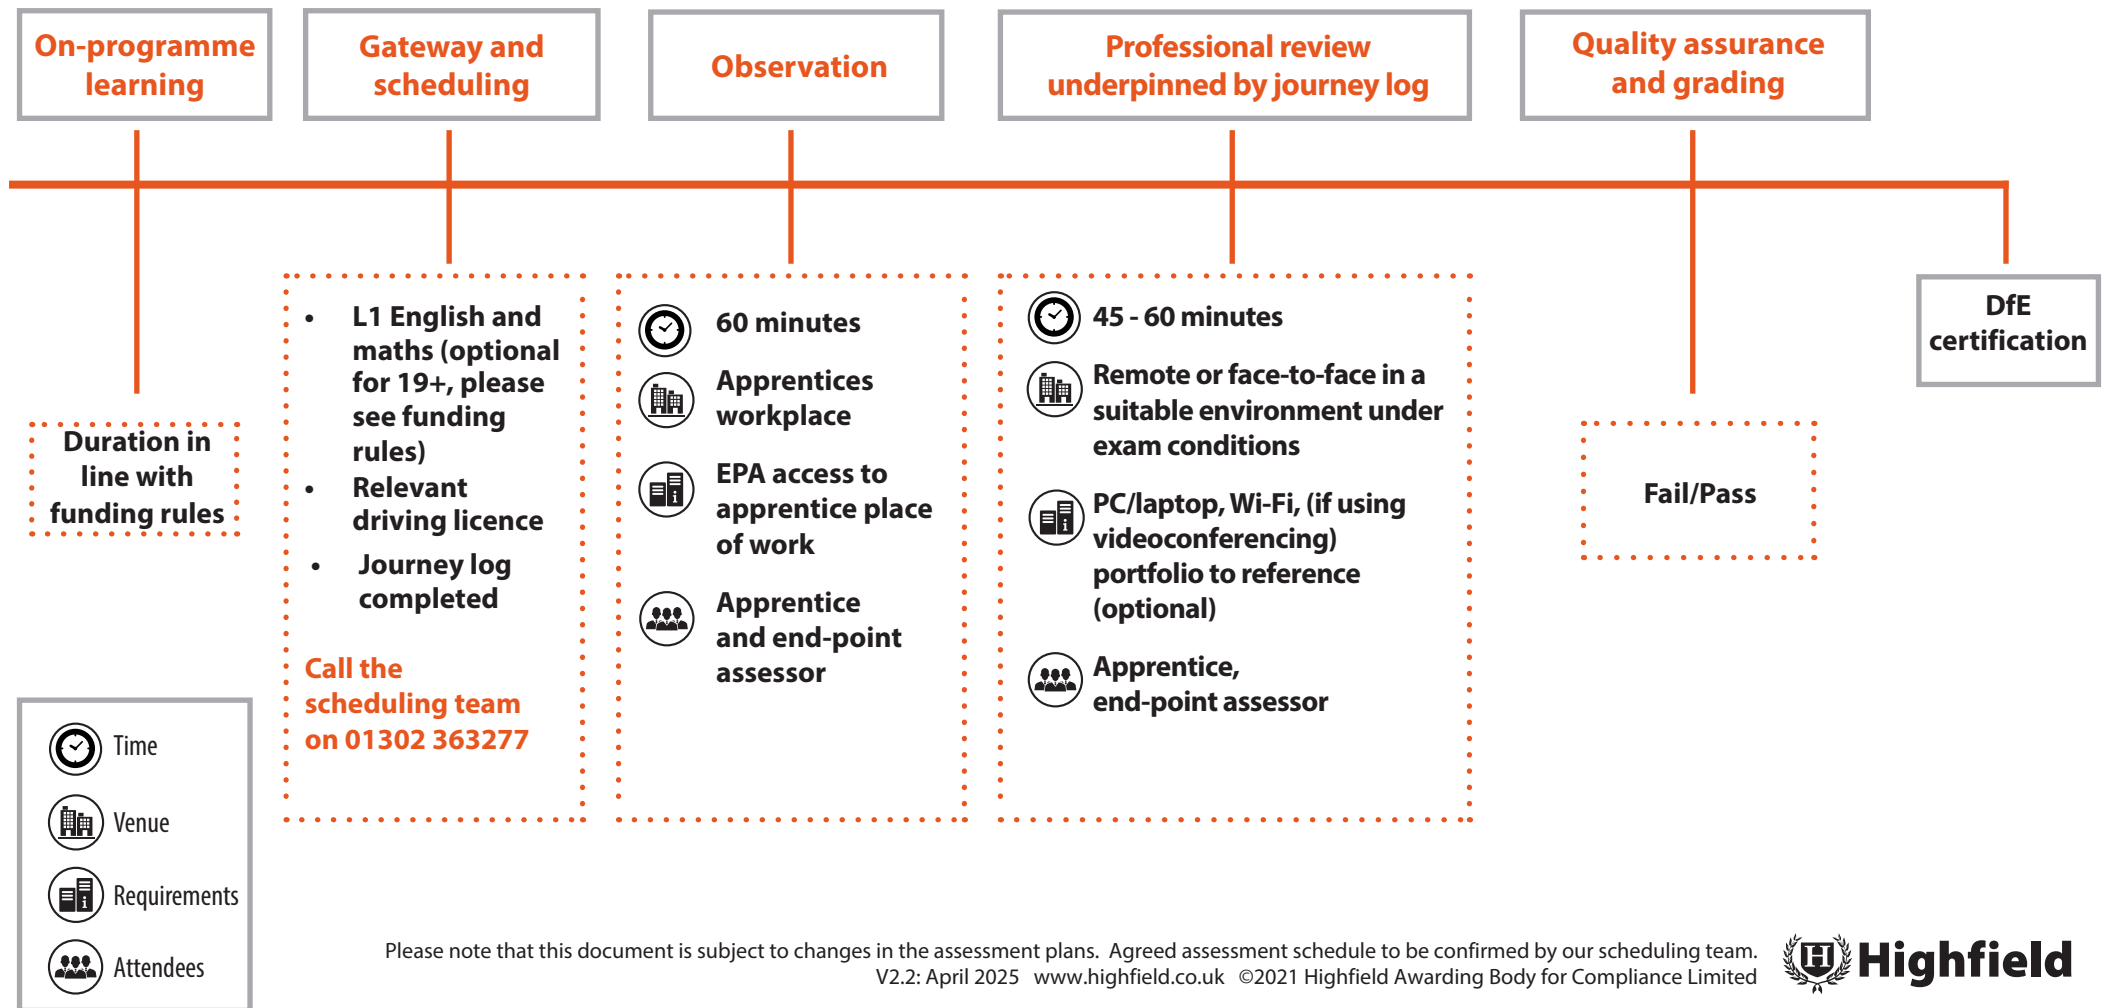 On-programme
learning
Gateway and
scheduling
Observation
Professional review
underpinned by journey log
Quality assurance
and grading
Duration in
line with
funding rules
• L1 English and
maths (optional
for 19+, please
see funding
rules)
• Relevant
driving licence
• Journey log
completed
Call the
scheduling team
on 01302 363277
60 minutes
Apprentices
workplace
EPA access to
apprentice place
of work
Apprentice
and end-point
assessor
45 - 60 minutes
Remote or face-to-face in a
suitable environment under
exam conditions
PC/laptop, Wi-Fi, (if using
videoconferencing)
portfolio to reference
(optional)
Apprentice,
end-point assessor
Fail/Pass
DfE
certification
Time
Venue
Requirements
Attendees
Please note that this document is subject to changes in the assessment plans. Agreed assessment schedule to be confirmed by our scheduling team.
V2.2: April 2025 www.highfield.co.uk ©2021 Highfield Awarding Body for Compliance Limited
H Highfield